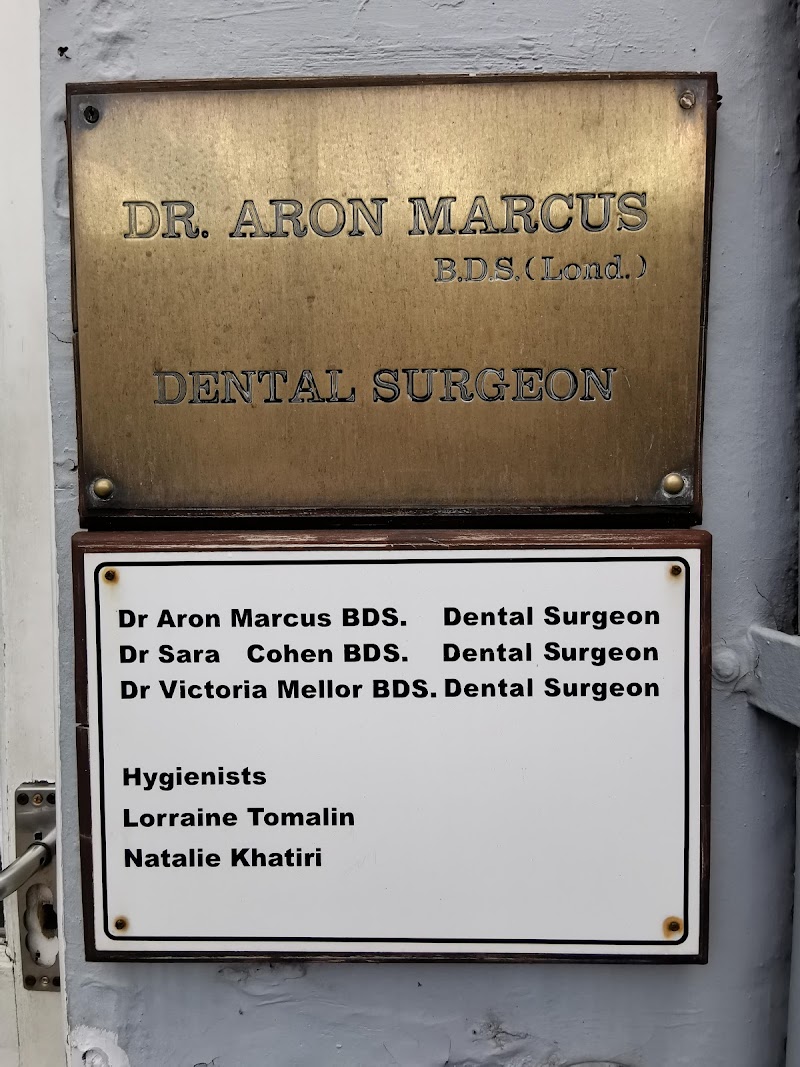 DR. ARON MARCUS
B.D.S. (Lond.)
DENTAL SURGEON
Dr Aron Marcus BDS. Dental Surgeon
Dr Sara Cohen BDS. Dental Surgeon
Dr Victoria Mellor BDS. Dental Surgeon
Hygienists
Lorraine Tomalin
Natalie Khatiri